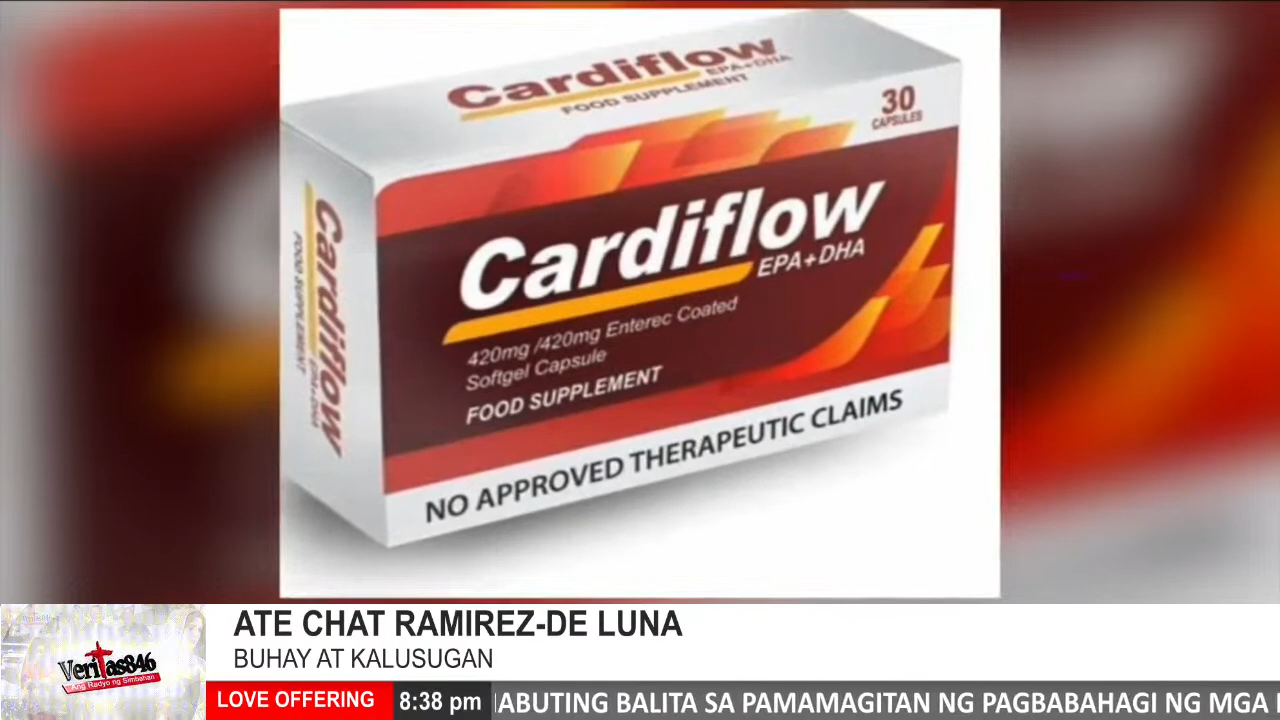 Cardiflow
EPA+DHA
FOOD SUPPLEMENT
30
CAPSULES
Cardiflow
EPA+DHA
FOOD SUPPLEMENT
Cardiflow
EPA+DHA
420mg /420mg Enterec Coated
Softgel Capsule
FOOD SUPPLEMENT
NO APPROVED THERAPEUTIC CLAIMS
Veritas846
Ang Radyo ng Simbahan
ATE CHAT RAMIREZ-DE LUNA
BUHAY AT KALUSUGAN
LOVE OFFERING
8:38 pm
ABUTING BALITA SA PAMAMAGITAN NG PAGBABAHAGI NG MGA